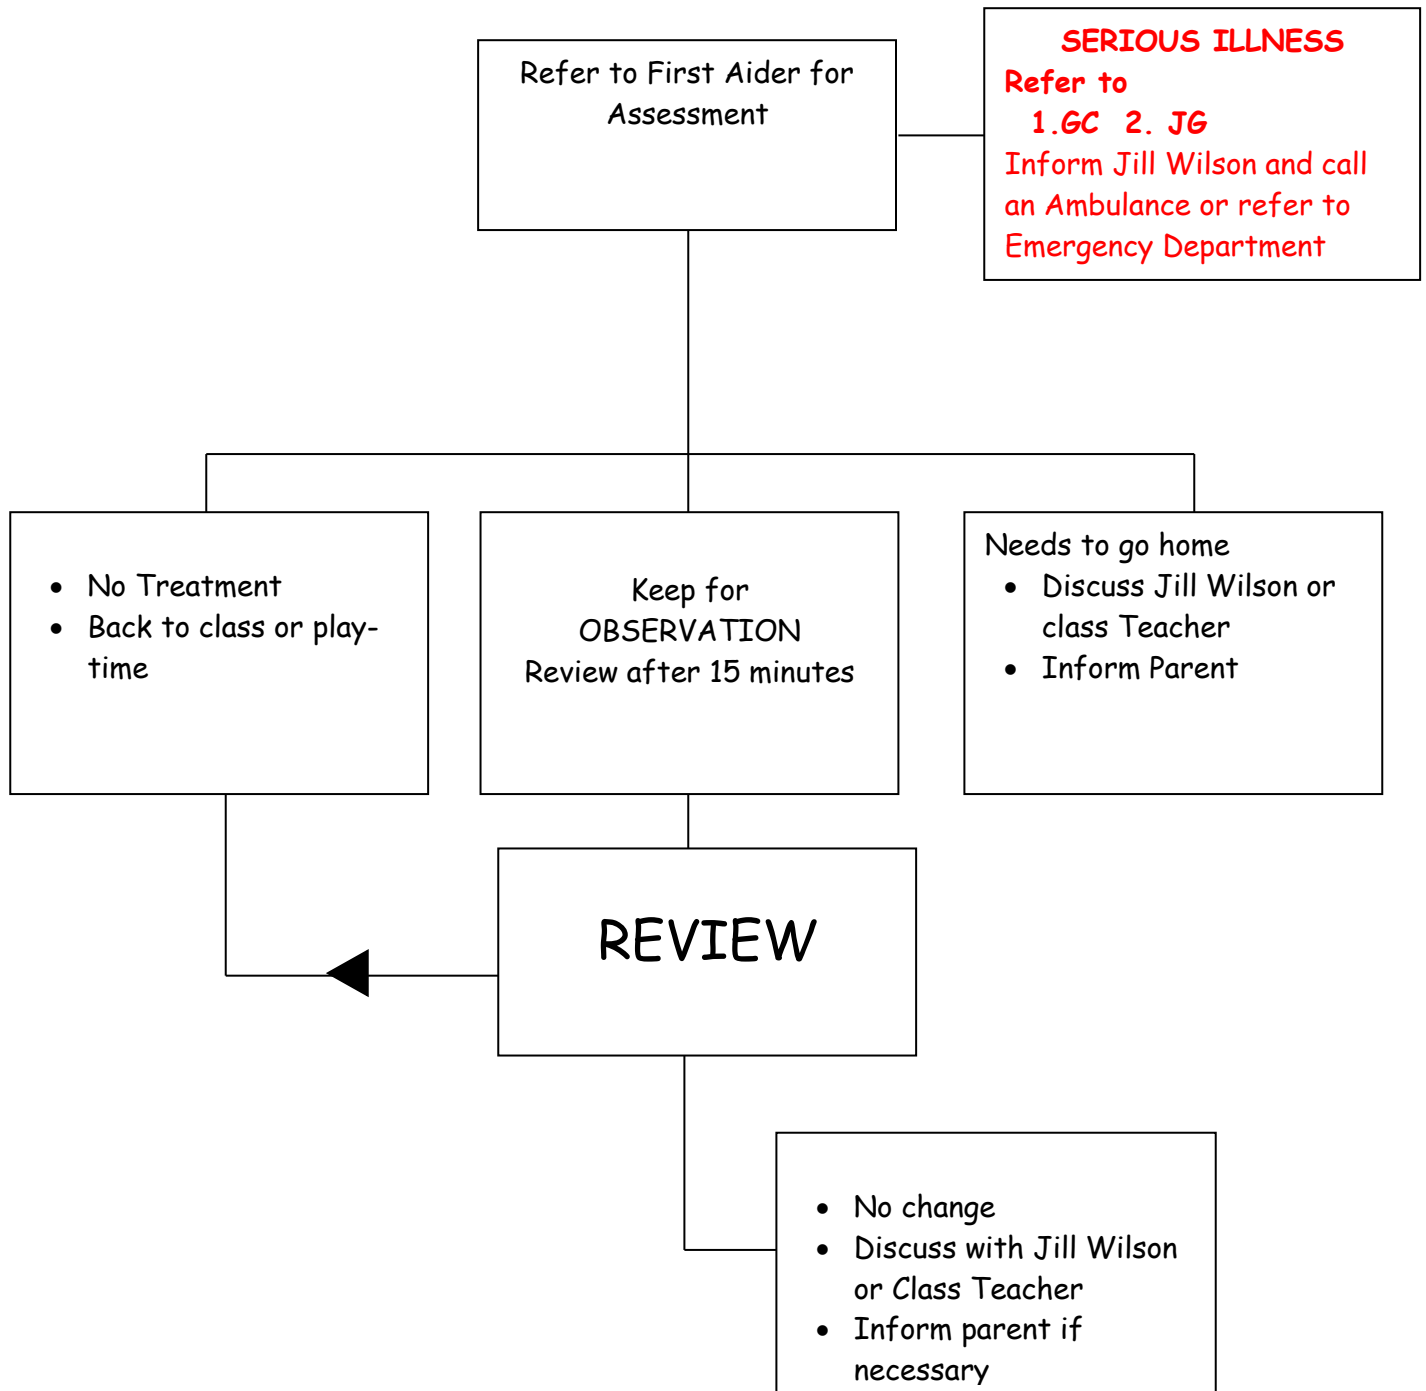 Refer to First Aider for
Assessment
SERIOUS ILLNESS
Refer to
1.GC 2. JG
Inform Jill Wilson and call
an Ambulance or refer to
Emergency Department
• No Treatment
• Back to class or play-
time
Keep for
OBSERVATION
Review after 15 minutes
Needs to go home
• Discuss Jill Wilson or
class Teacher
• Inform Parent
REVIEW
• No change
• Discuss with Jill Wilson
or Class Teacher
• Inform parent if
necessary